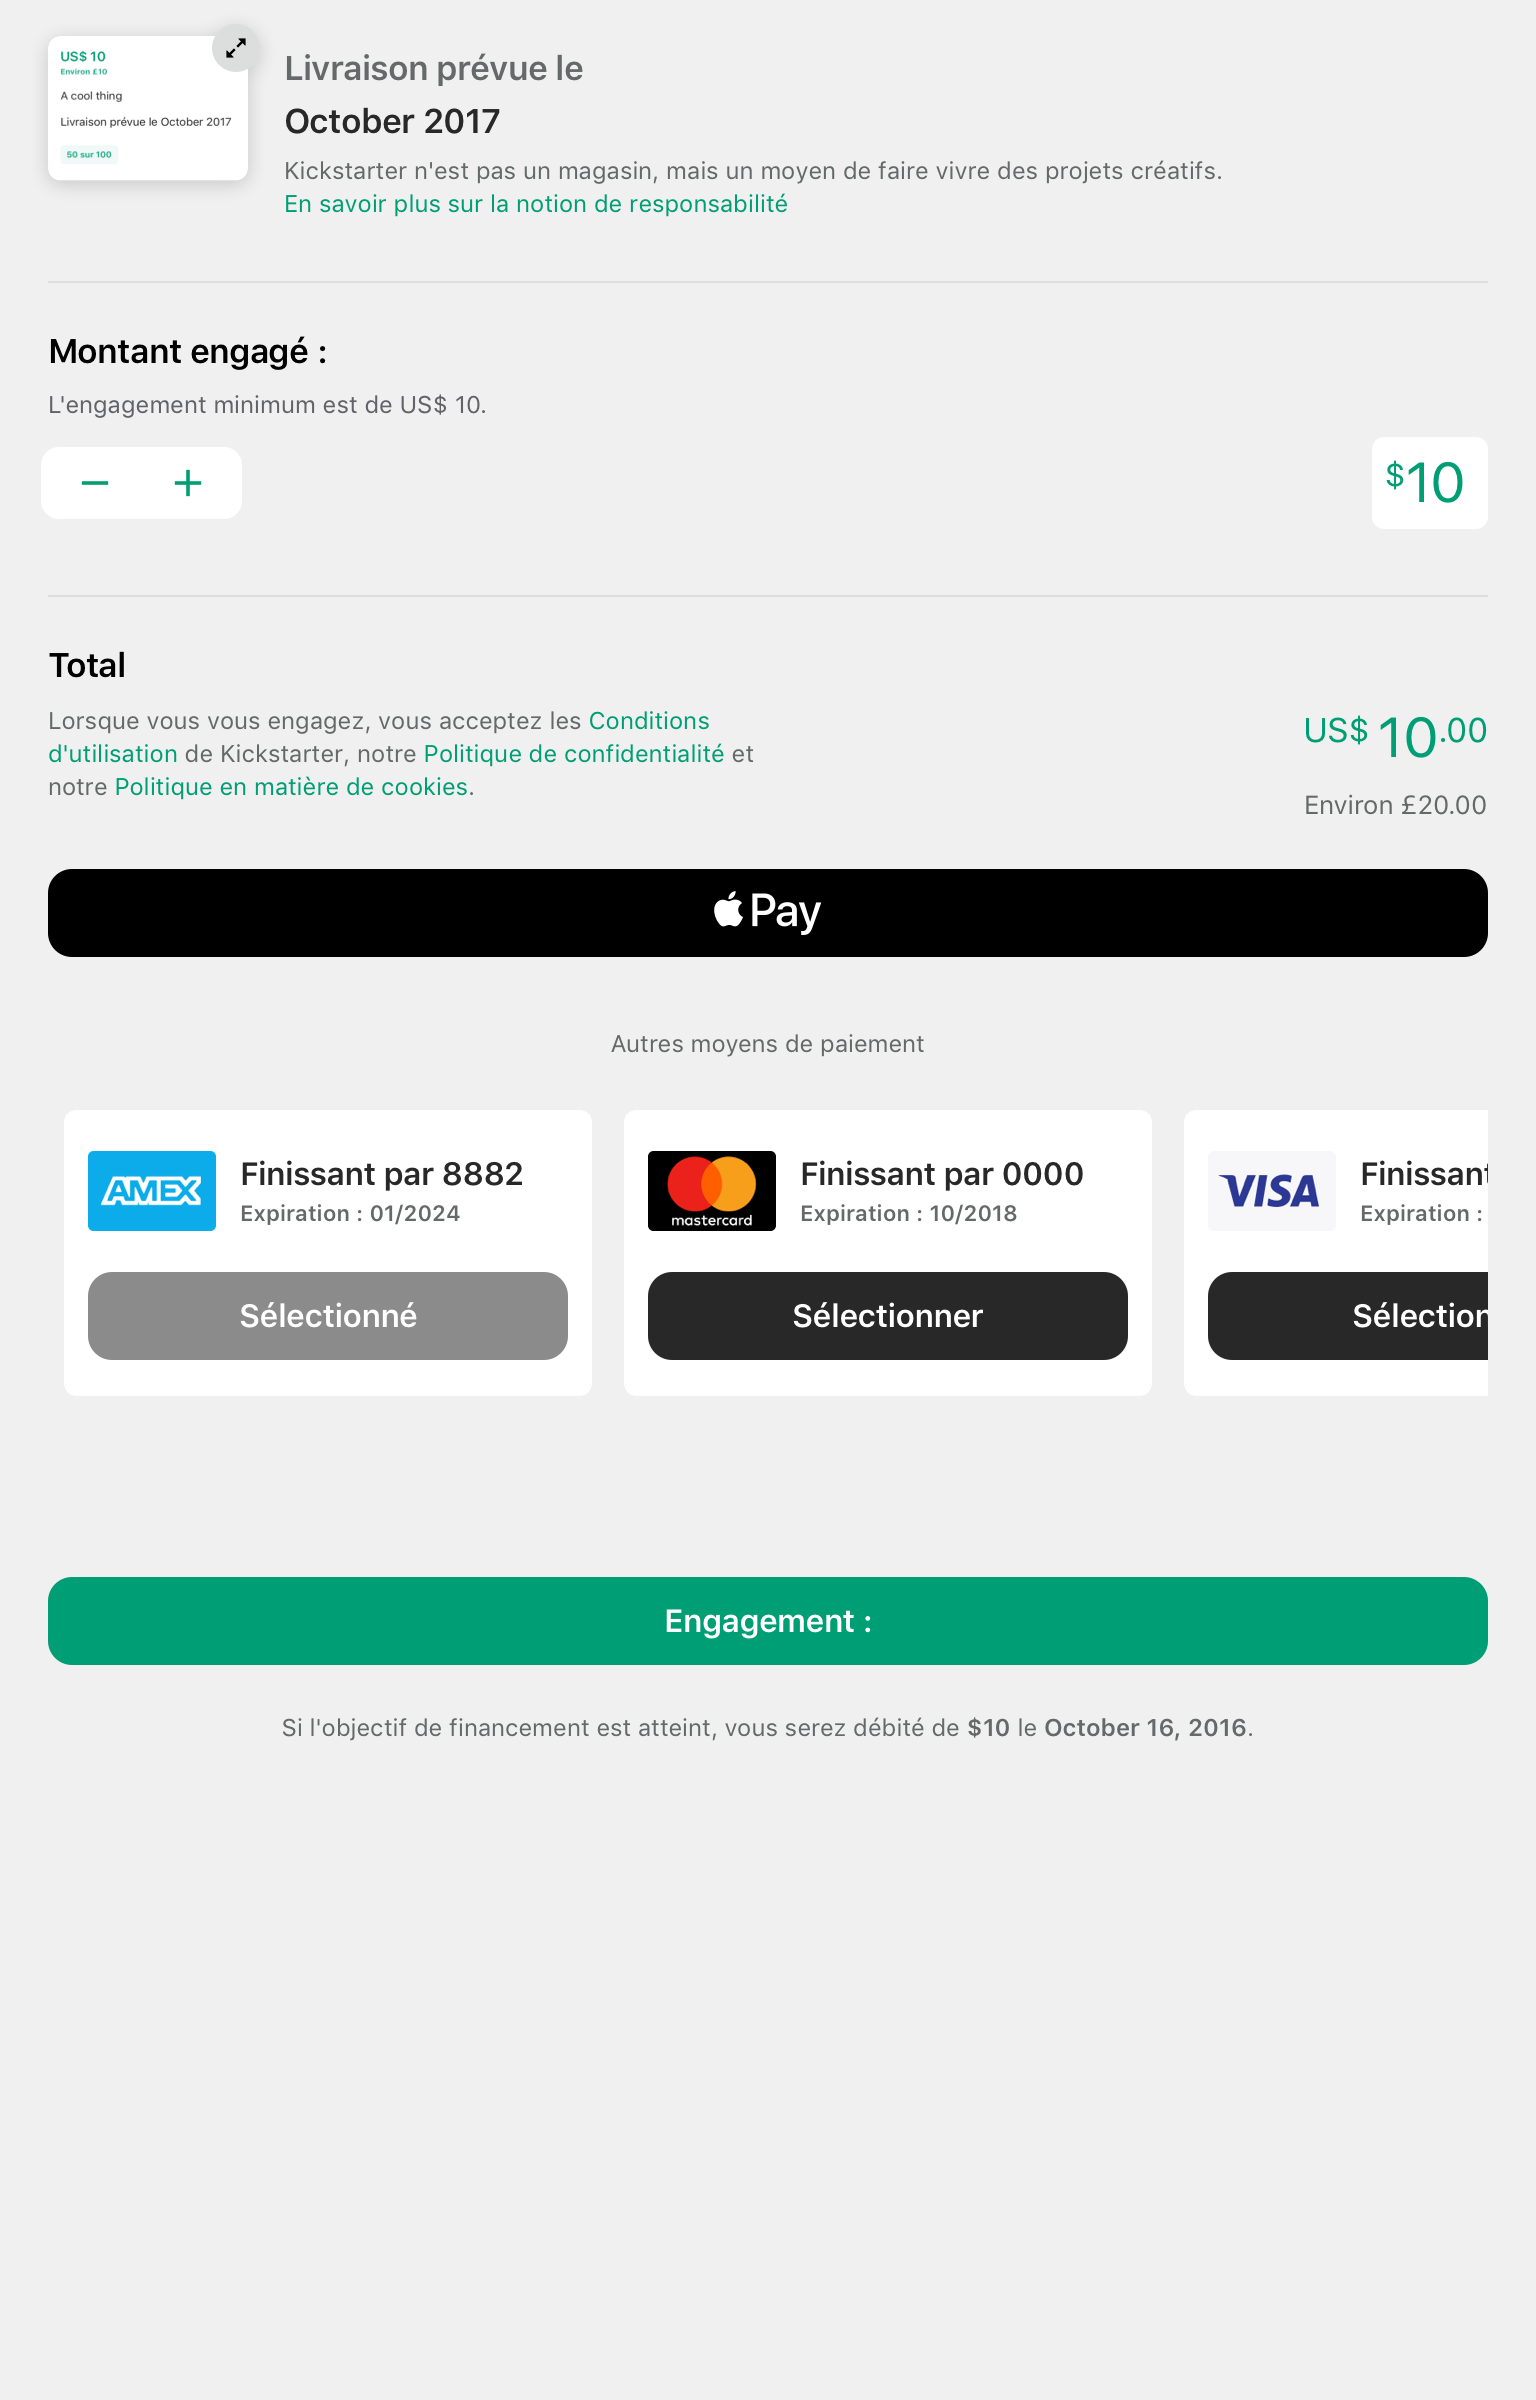 US$ 10
Environ £10
A cool thing
Livraison prévue le October 2017
50 sur 100
Livraison prévue le
October 2017
Kickstarter n'est pas un magasin, mais un moyen de faire vivre des projets créatifs.
En savoir plus sur la notion de responsabilité
Montant engagé :
L'engagement minimum est de US$ 10.
$10
Total
Lorsque vous vous engagez, vous acceptez les Conditions
d'utilisation de Kickstarter, notre Politique de confidentialité et
notre Politique en matière de cookies.
US$ 10.00
Environ £20.00
Pay
Autres moyens de paiement
AMEX
Finissant par 8882
Expiration : 01/2024
Sélectionné
mastercard
Finissant par 0000
Expiration : 10/2018
Sélectionner
VISA
Finissant
Expiration :
Sélection
Engagement :
Si l'objectif de financement est atteint, vous serez débité de $10 le October 16, 2016.